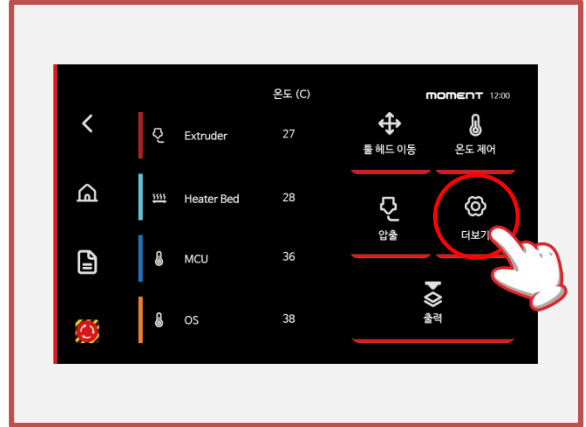 온도 (C)
moment 12:00
Extruder 27
Heater Bed 28
MCU 36
OS 38
툴 헤드 이동
온도 제어
압출
더보기
출력